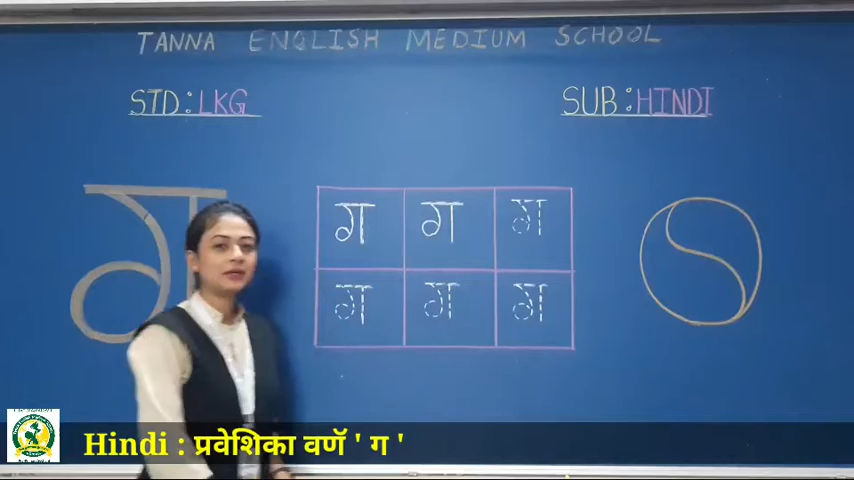 TANNA ENGLISH MEDIUM SCHOOL
STD:LKG
SUB:HINDI
ग
ग ग ग
ग ग ग
Hindi : प्रवेशिका वर्णॅ ' ग '